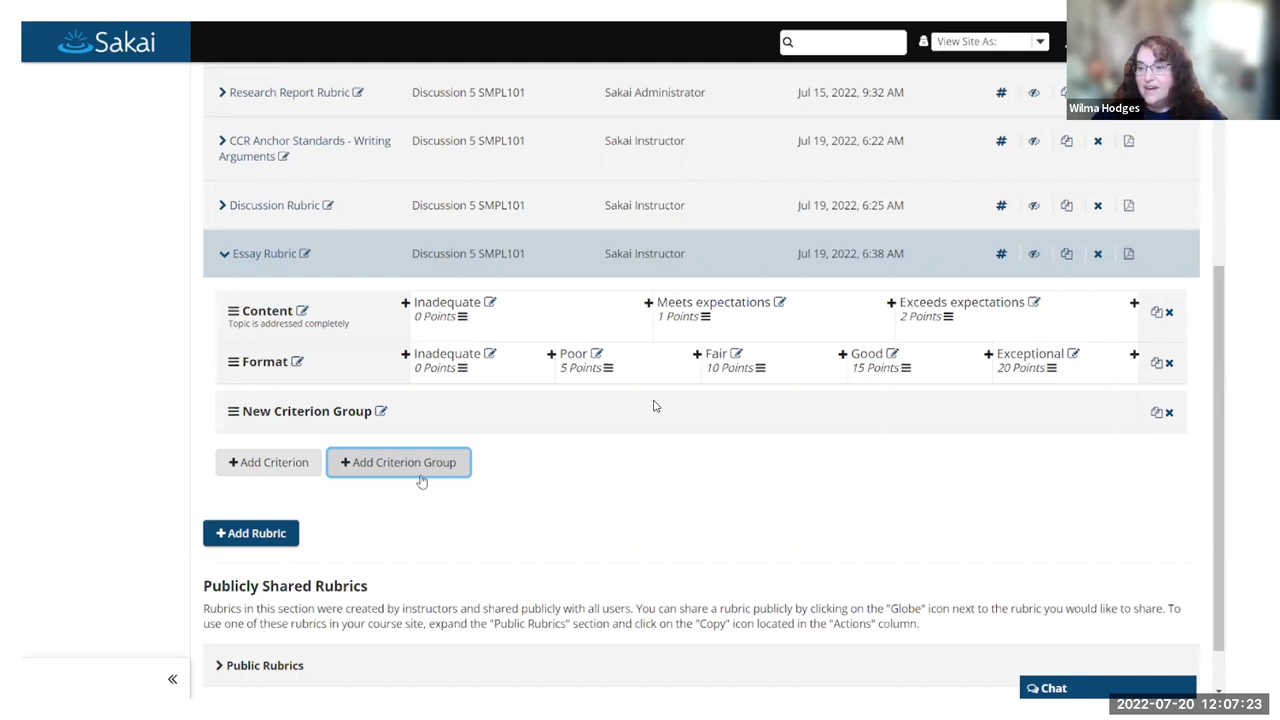 Sakai
View Site As:
Wilma Hodges
Research Report Rubric Discussion 5 SMPL101 Sakai Administrator Jul 15, 2022, 9:32 AM
CCR Anchor Standards - Writing Discussion 5 SMPL101 Sakai Instructor Jul 19, 2022, 6:22 AM
Arguments
Discussion Rubric Discussion 5 SMPL101 Sakai Instructor Jul 19, 2022, 6:25 AM
Essay Rubric Discussion 5 SMPL101 Sakai Instructor Jul 19, 2022, 6:38 AM
Content Inadequate Meets expectations Exceeds expectations
Topic is addressed completely 0 Points 1 Points 2 Points
Format Inadequate Poor Fair Good Exceptional
0 Points 5 Points 10 Points 15 Points 20 Points
New Criterion Group
+ Add Criterion + Add Criterion Group
+ Add Rubric
Publicly Shared Rubrics
Rubrics in this section were created by instructors and shared publicly with all users. You can share a rubric publicly by clicking on the "Globe" icon next to the rubric you would like to share. To
use one of these rubrics in your course site, expand the "Public Rubrics" section and click on the "Copy" icon located in the "Actions" column.
Public Rubrics
Chat
2022-07-20 12:07:23